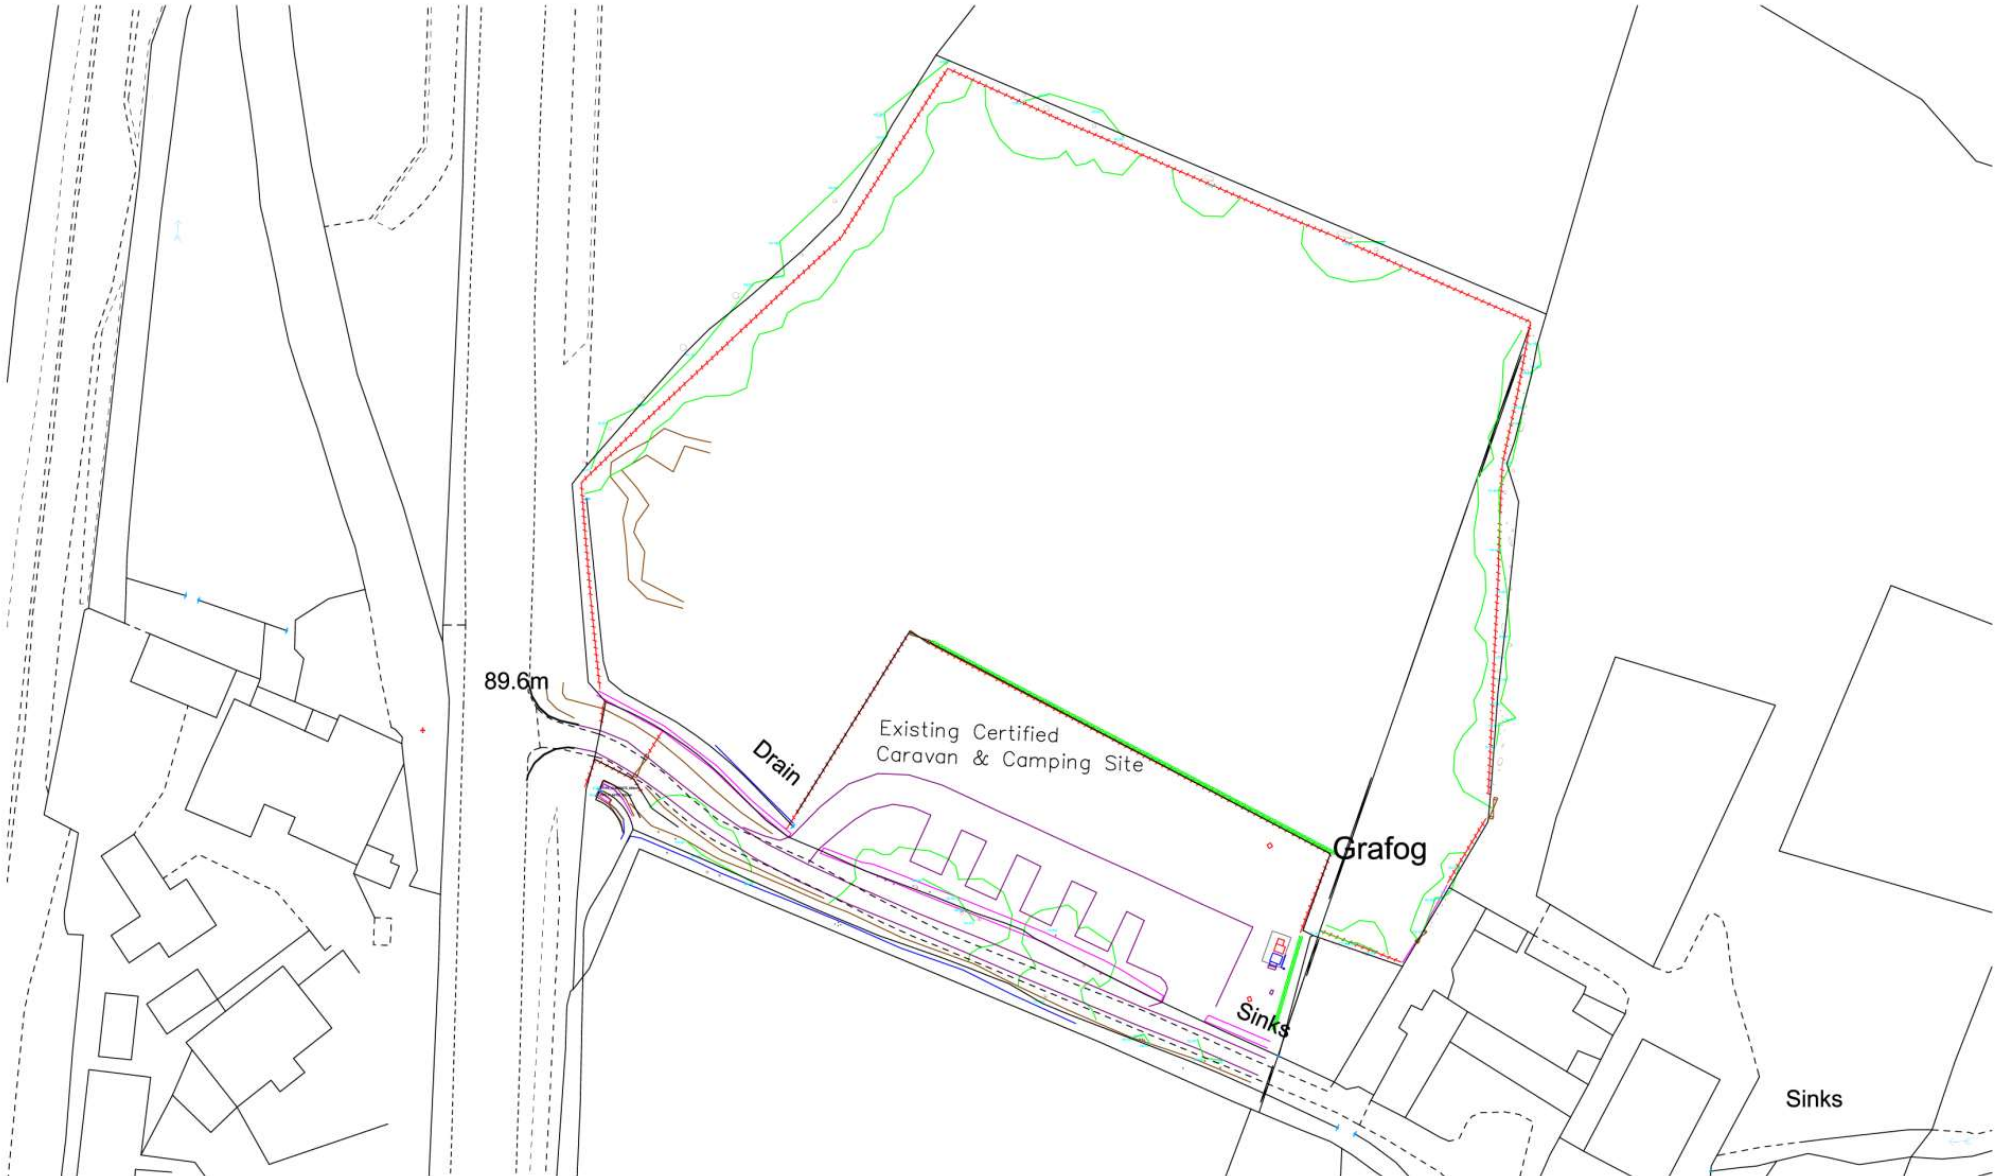 89.6m
Drain
Existing Certified
Caravan & Camping Site
Grafog
Sinks
Sinks